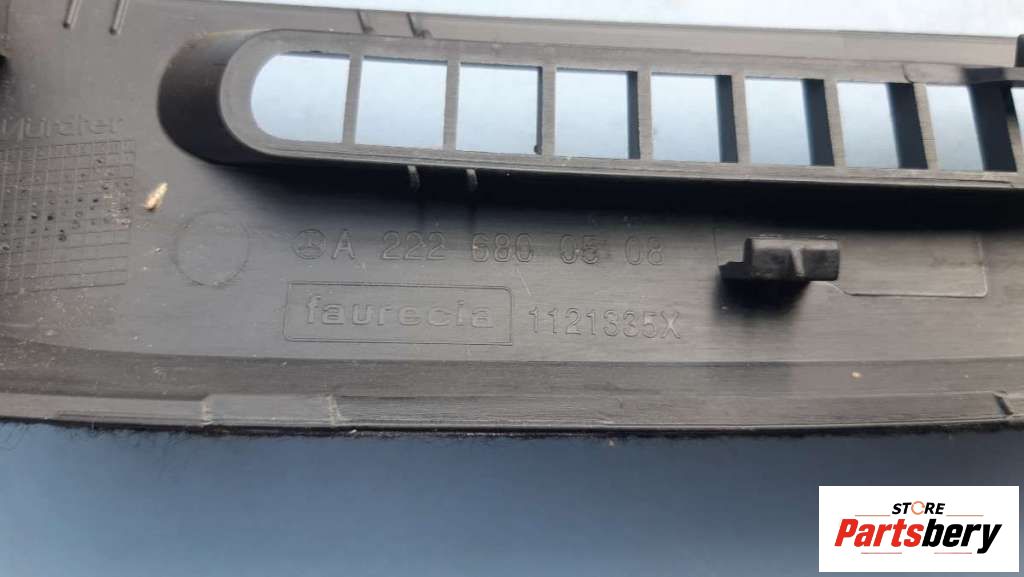 A 222 680 05 08
faurecia
1121335X
STORE
Partsbery